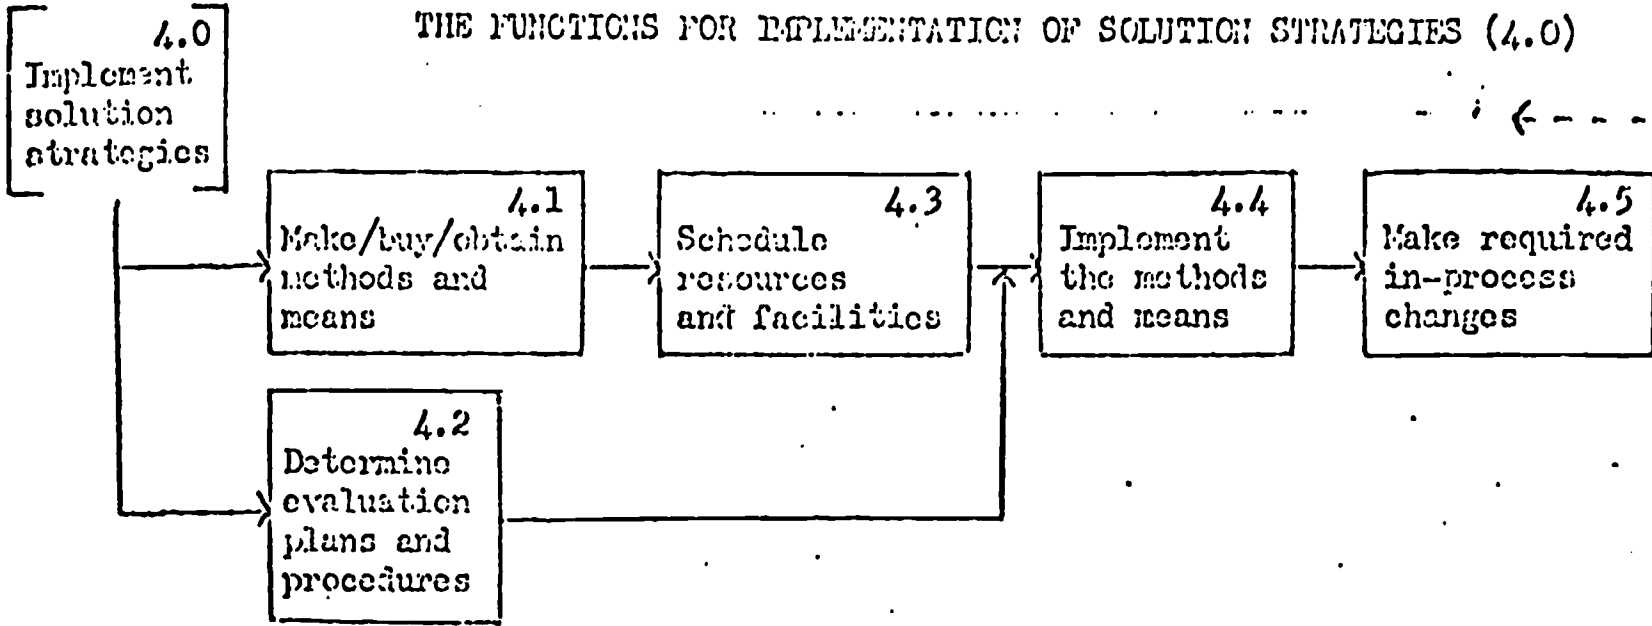 THE FUNCTIONS FOR IMPLEMENTATION OF SOLUTION STRATEGIES (4.0)
4.0
Implement
solution
strategies
4.1
Make/buy/obtain
methods and
means
4.3
Schedule
resources
and facilities
4.4
Implement
the methods
and means
4.5
Make required
in-process
changes
4.2
Determine
evaluation
plans and
procedures